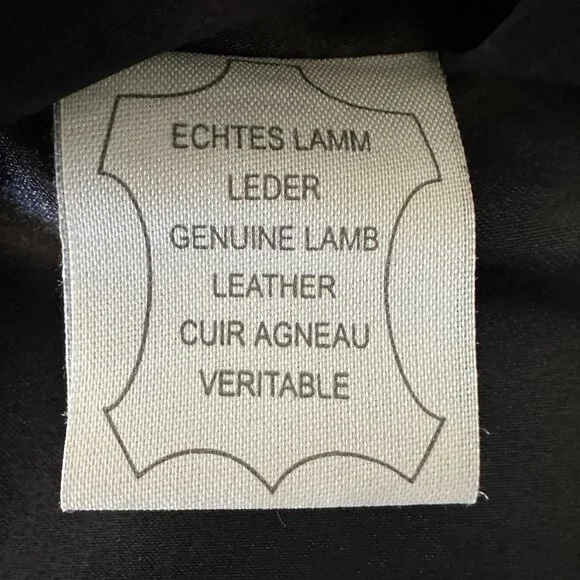 ECHTES LAMM
LEDER
GENUINE LAMB
LEATHER
CUIR AGNEAU
VERITABLE